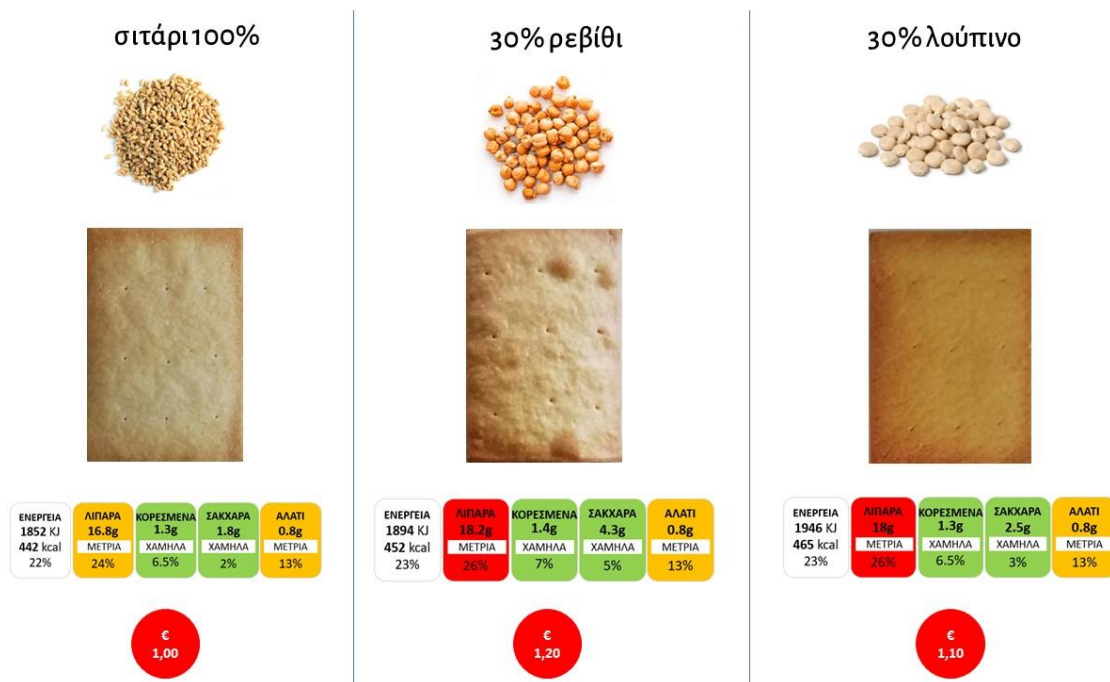 σιτάρι 100%
ΕΝΕΡΓΕΙΑ
1852 KJ
442 kcal
22%
ΛΙΠΑΡΑ
16.8g
ΜΕΤΡΙΑ
24%
ΚΟΡΕΣΜΕΝΑ
1.3g
ΧΑΜΗΛΑ
6.5%
ΣΑΚΧΑΡΑ
1.8g
ΧΑΜΗΛΑ
2%
ΑΛΑΤΙ
0.8g
ΜΕΤΡΙΑ
13%
€
1,00
30% ρεβίθι
ΕΝΕΡΓΕΙΑ
1894 KJ
452 kcal
23%
ΛΙΠΑΡΑ
18.2g
ΜΕΤΡΙΑ
26%
ΚΟΡΕΣΜΕΝΑ
1.4g
ΧΑΜΗΛΑ
7%
ΣΑΚΧΑΡΑ
4.3g
ΧΑΜΗΛΑ
5%
ΑΛΑΤΙ
0.8g
ΜΕΤΡΙΑ
13%
€
1,20
30% λούπινο
ΕΝΕΡΓΕΙΑ
1946 KJ
465 kcal
23%
ΛΙΠΑΡΑ
18g
ΜΕΤΡΙΑ
26%
ΚΟΡΕΣΜΕΝΑ
1.3g
ΧΑΜΗΛΑ
6.5%
ΣΑΚΧΑΡΑ
2.5g
ΧΑΜΗΛΑ
3%
ΑΛΑΤΙ
0.8g
ΜΕΤΡΙΑ
13%
€
1,10